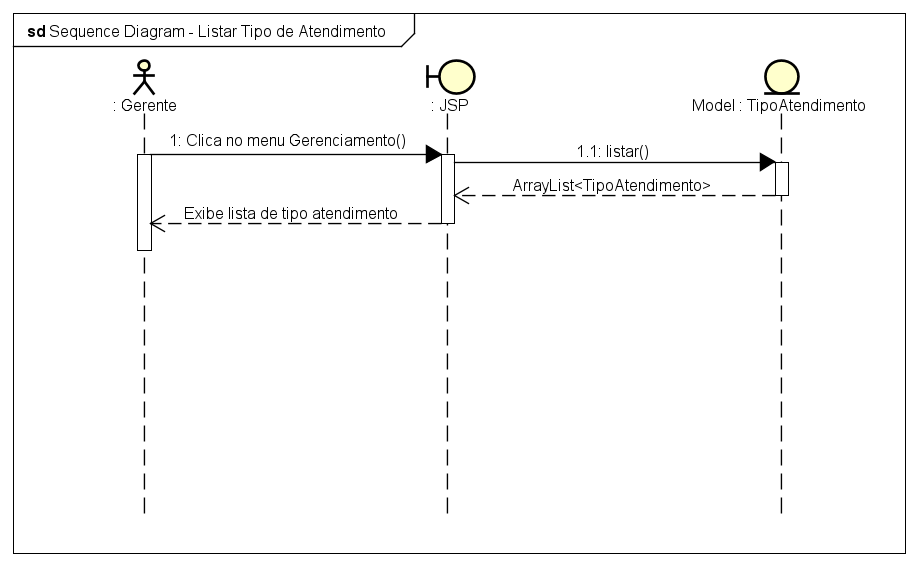 sd Sequence Diagram - Listar Tipo de Atendimento
: Gerente
: JSP
Model : TipoAtendimento
1: Clica no menu Gerenciamento()
1.1: listar()
ArrayList<TipoAtendimento>
Exibe lista de tipo atendimento